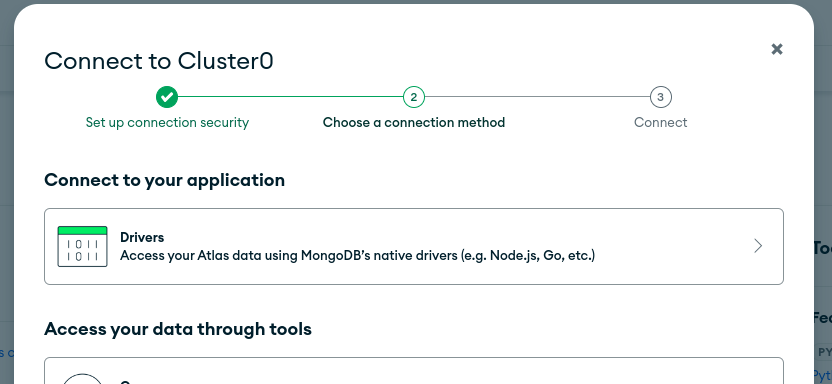 Connect to Cluster0
2
3
Set up connection security
Choose a connection method
Connect
Connect to your application
1011
1011
Drivers
Access your Atlas data using MongoDB's native drivers (e.g. Node.js, Go, etc.)
Access your data through tools